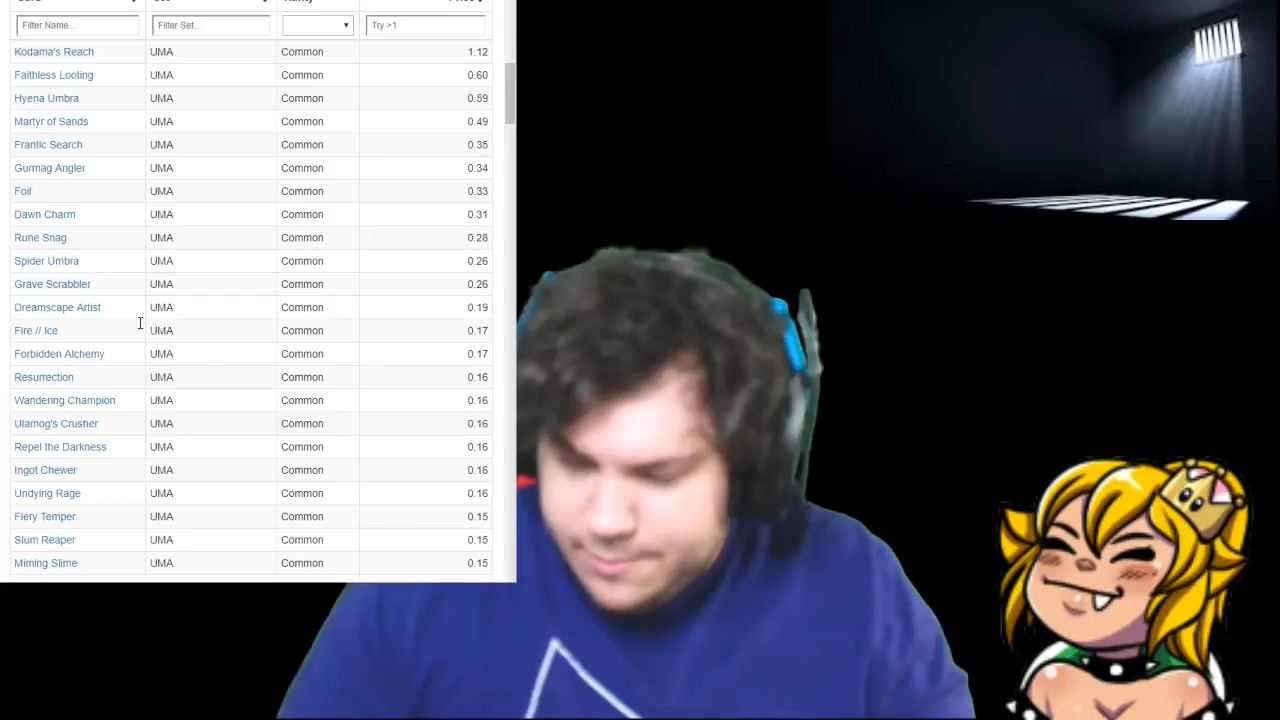 Filter Name... Filter Set... Try >1
Kodama's Reach UMA Common 1.12
Faithless Looting UMA Common 0.60
Hyena Umbra UMA Common 0.59
Martyr of Sands UMA Common 0.49
Frantic Search UMA Common 0.35
Gurmag Angler UMA Common 0.34
Foil UMA Common 0.33
Dawn Charm UMA Common 0.31
Rune Snag UMA Common 0.28
Spider Umbra UMA Common 0.26
Grave Scrabbler UMA Common 0.26
Dreamscape Artist UMA Common 0.19
Fire // Ice UMA Common 0.17
Forbidden Alchemy UMA Common 0.17
Resurrection UMA Common 0.16
Wandering Champion UMA Common 0.16
Ulamog's Crusher UMA Common 0.16
Repel the Darkness UMA Common 0.16
Ingot Chewer UMA Common 0.16
Undying Rage UMA Common 0.16
Fiery Temper UMA Common 0.15
Slum Reaper UMA Common 0.15
Miming Slime UMA Common 0.15